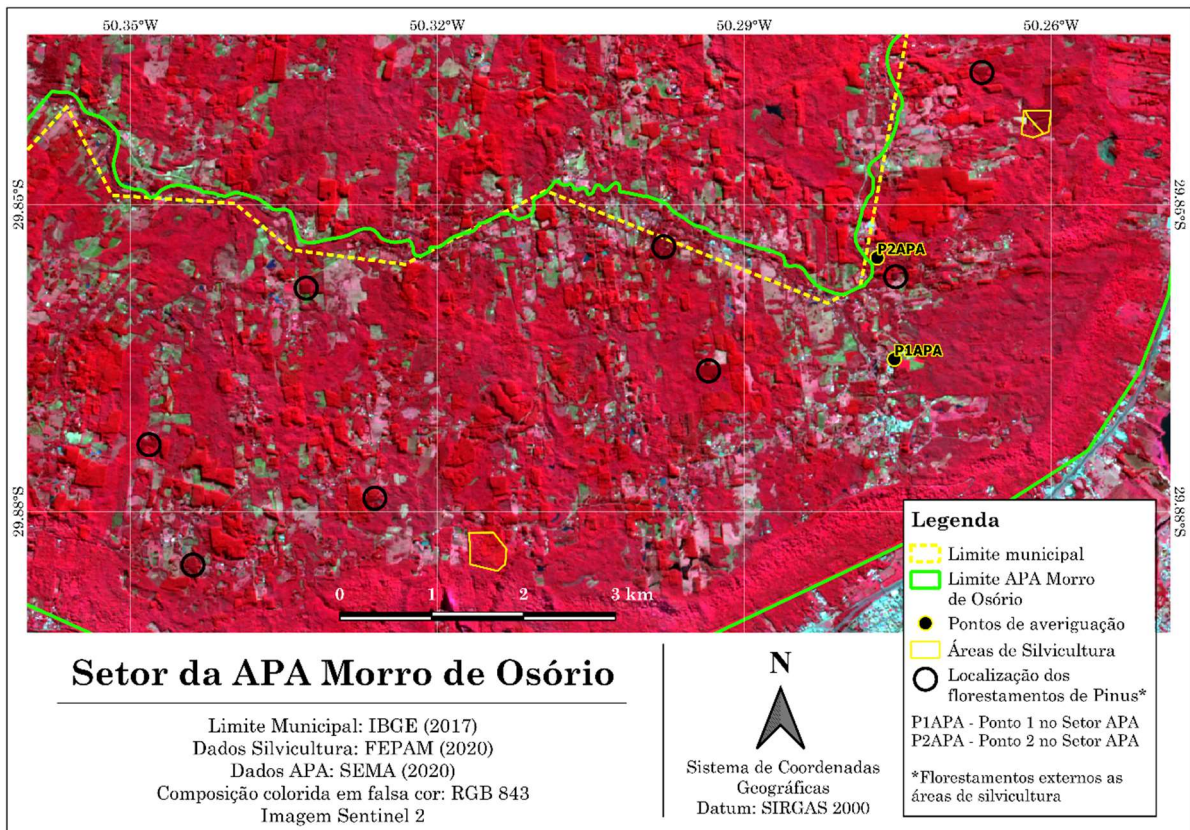 50.35°W
50.32°W
50.29°W
50.26°W
29.85°S
29.85°S
P2APA
P1APA
29.88°S
29.88°S
0 1 2 3 km
Legenda
Limite municipal
Limite APA Morro
de Osório
Pontos de averiguação
Áreas de Silvicultura
Localização dos
florestamentos de Pinus*
P1APA - Ponto 1 no Setor APA
P2APA - Ponto 2 no Setor APA
*Florestamentos externos as
áreas de silvicultura
Setor da APA Morro de Osório
Limite Municipal: IBGE (2017)
Dados Silvicultura: FEPAM (2020)
Dados APA: SEMA (2020)
Composição colorida em falsa cor: RGB 843
Imagem Sentinel 2
N
Sistema de Coordenadas
Geográficas
Datum: SIRGAS 2000